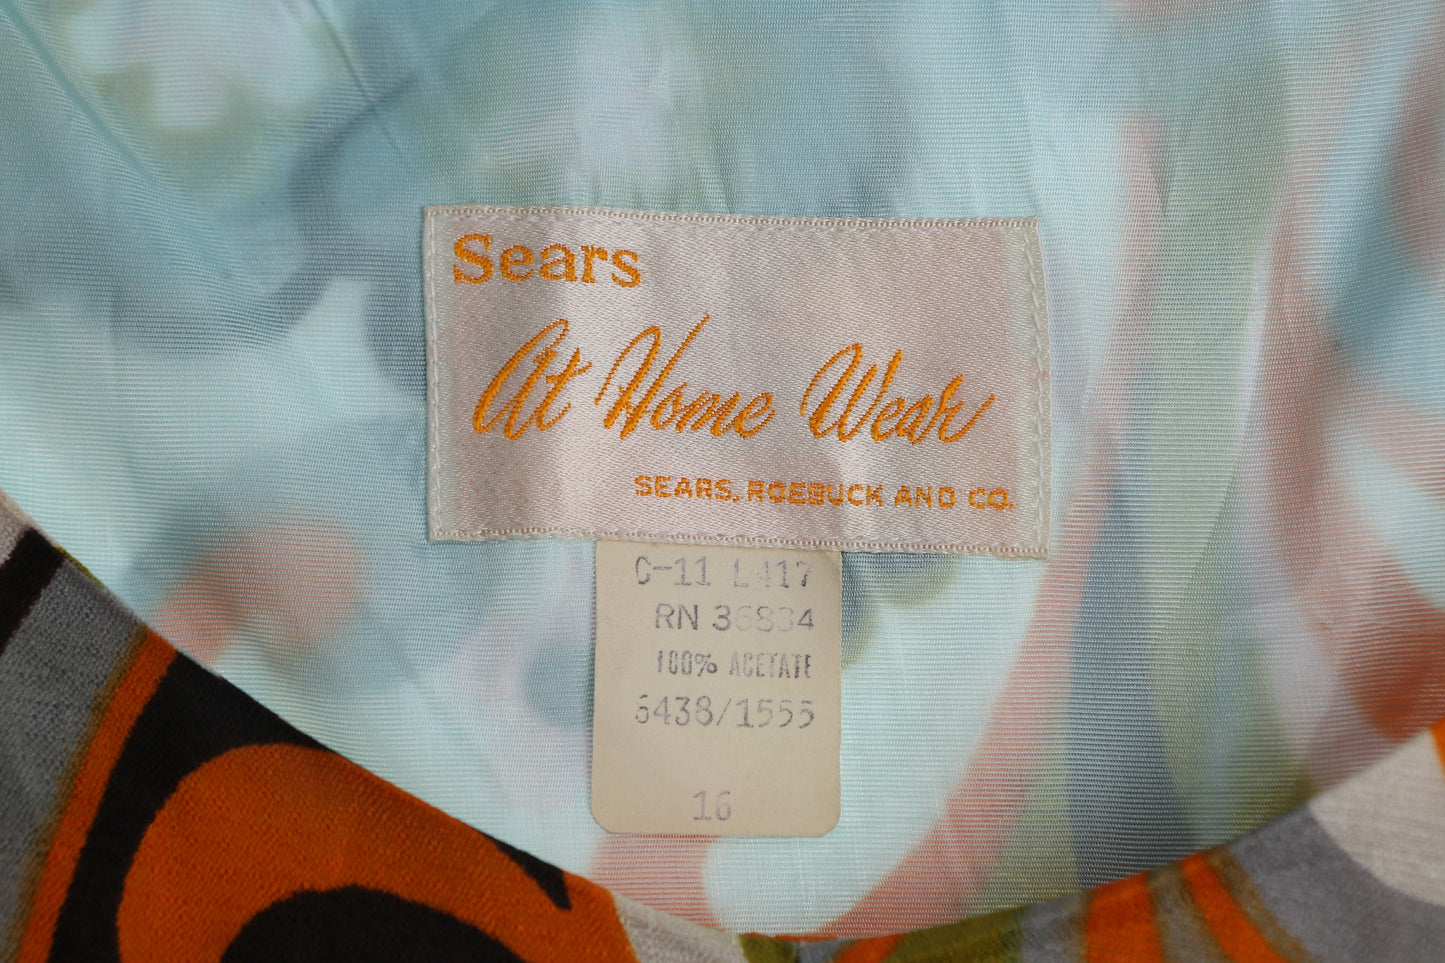 Sears
At Home Wear
SEARS, ROEBUCK AND CO.
C-11 L417
RN 36834
100% ACETATE
6438/1555
16